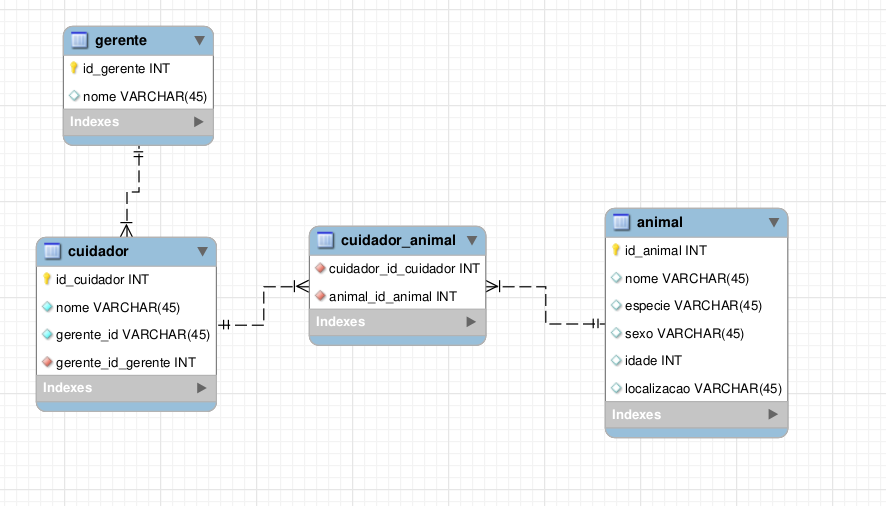 gerente
id_gerente INT
nome VARCHAR(45)
Indexes
cuidador
id_cuidador INT
nome VARCHAR(45)
gerente_id VARCHAR(45)
gerente_id_gerente INT
Indexes
cuidador_animal
cuidador_id_cuidador INT
animal_id_animal INT
Indexes
animal
id_animal INT
nome VARCHAR(45)
especie VARCHAR(45)
sexo VARCHAR(45)
idade INT
localizacao VARCHAR(45)
Indexes